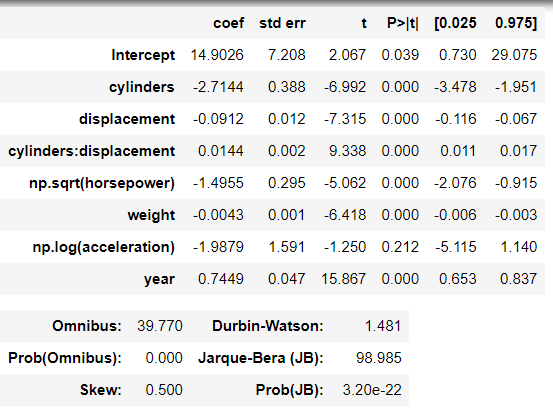 coef std err t P>|t| [0.025 0.975]
Intercept 14.9026 7.208 2.067 0.039 0.730 29.075
cylinders -2.7144 0.388 -6.992 0.000 -3.478 -1.951
displacement -0.0912 0.012 -7.315 0.000 -0.116 -0.067
cylinders:displacement 0.0144 0.002 9.338 0.000 0.011 0.017
np.sqrt(horsepower) -1.4955 0.295 -5.062 0.000 -2.076 -0.915
weight -0.0043 0.001 -6.418 0.000 -0.006 -0.003
np.log(acceleration) -1.9879 1.591 -1.250 0.212 -5.115 1.140
year 0.7449 0.047 15.867 0.000 0.653 0.837
Omnibus: 39.770 Durbin-Watson: 1.481
Prob(Omnibus): 0.000 Jarque-Bera (JB): 98.985
Skew: 0.500 Prob(JB): 3.20e-22